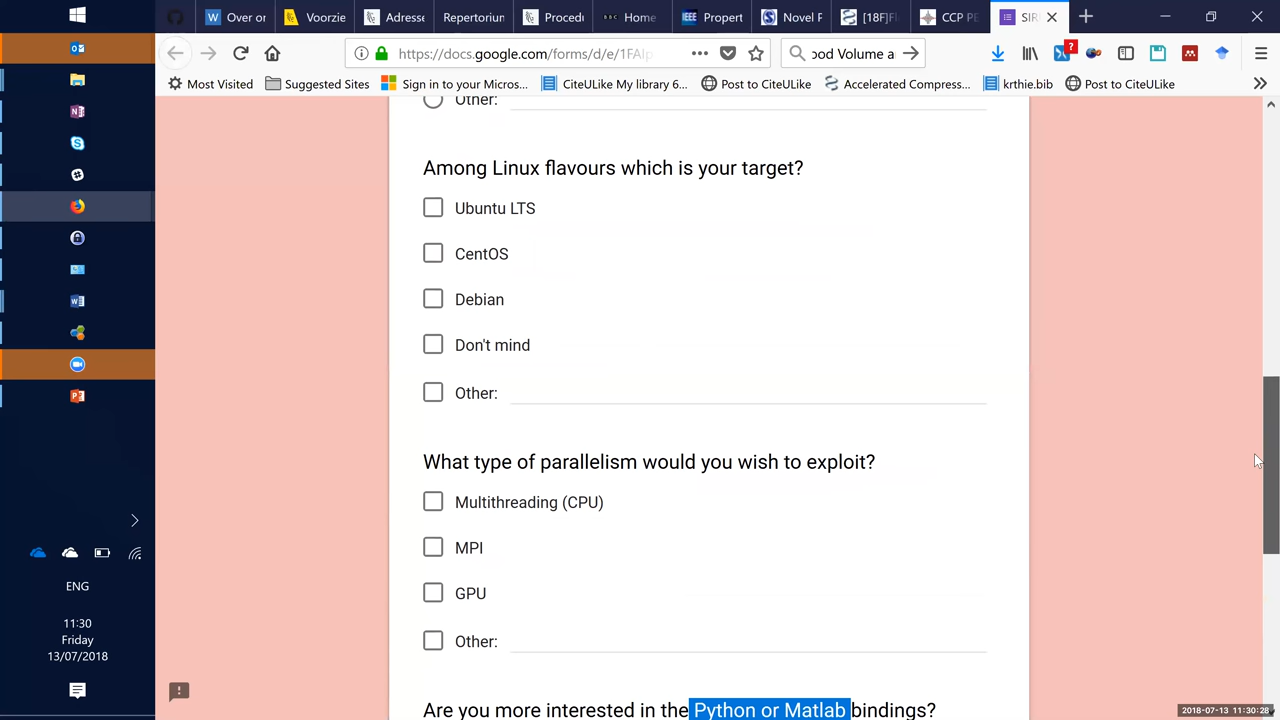 Over or
Voorzie
Adresse
Repertorium
Procedi
Home
Propert
Novel P
[18F]Fl
CCP PE
SIR
https://docs.google.com/forms/d/e/1FAIp
ood Volume a
?
Most Visited
Suggested Sites
Sign in to your Micros...
CiteULike My library 6...
Post to CiteULike
Accelerated Compress...
krthie.bib
Post to CiteULike
Other:
Among Linux flavours which is your target?
Ubuntu LTS
CentOS
Debian
Don't mind
Other:
What type of parallelism would you wish to exploit?
Multithreading (CPU)
MPI
GPU
Other:
Are you more interested in the Python or Matlab bindings?
ENG
11:30
Friday
13/07/2018
2018-07-13 11:30:28